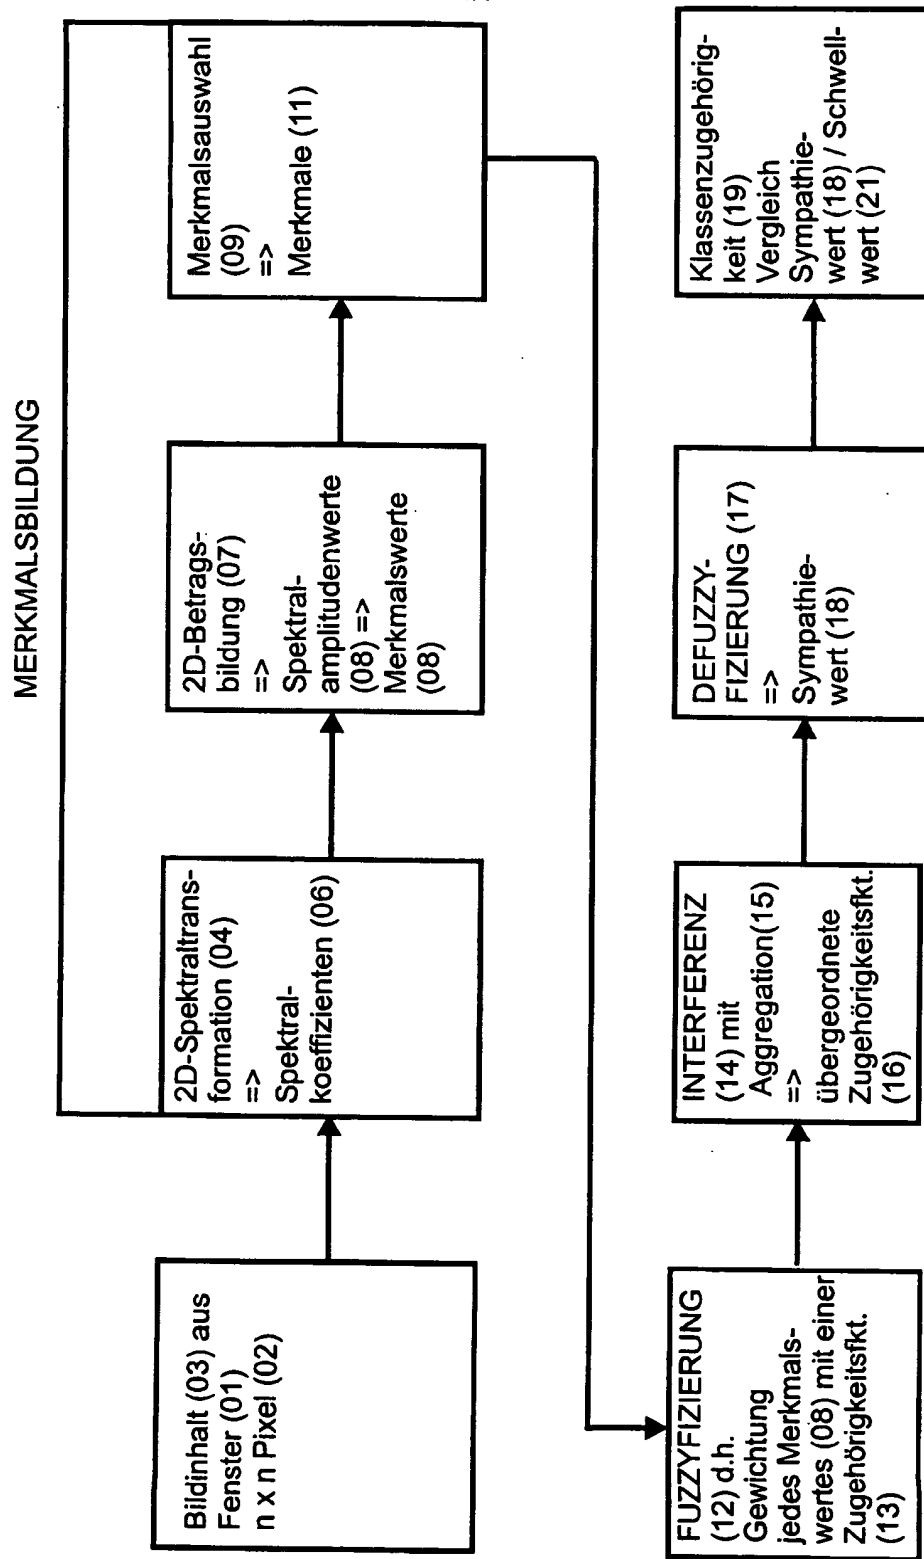 MERKMALSBILDUNG
Bildinhalt (03) aus
Fenster (01)
n x n Pixel (02)
2D-Spektraltrans-
formation (04)
=>
Spektral-
koeffizienten (06)
2D-Betrags-
bildung (07)
=>
Spektral-
amplitudenwerte
(08) =>
Merkmalswerte
(08)
Merkmalsauswahl
(09)
=>
Merkmale (11)
FUZZYFIZIERUNG
(12) d.h.
Gewichtung
jedes Merkmals-
wertes (08) mit einer
Zugehörigkeitsfkt.
(13)
INTERFERENZ
(14) mit
Aggregation(15)
=>
übergeordnete
Zugehörigkeitsfkt.
(16)
DEFUZZY-
FIZIERUNG (17)
=>
Sympathie-
wert (18)
Klassenzugehörig-
keit (19)
Vergleich
Sympathie-
wert (18) / Schwell-
wert (21)